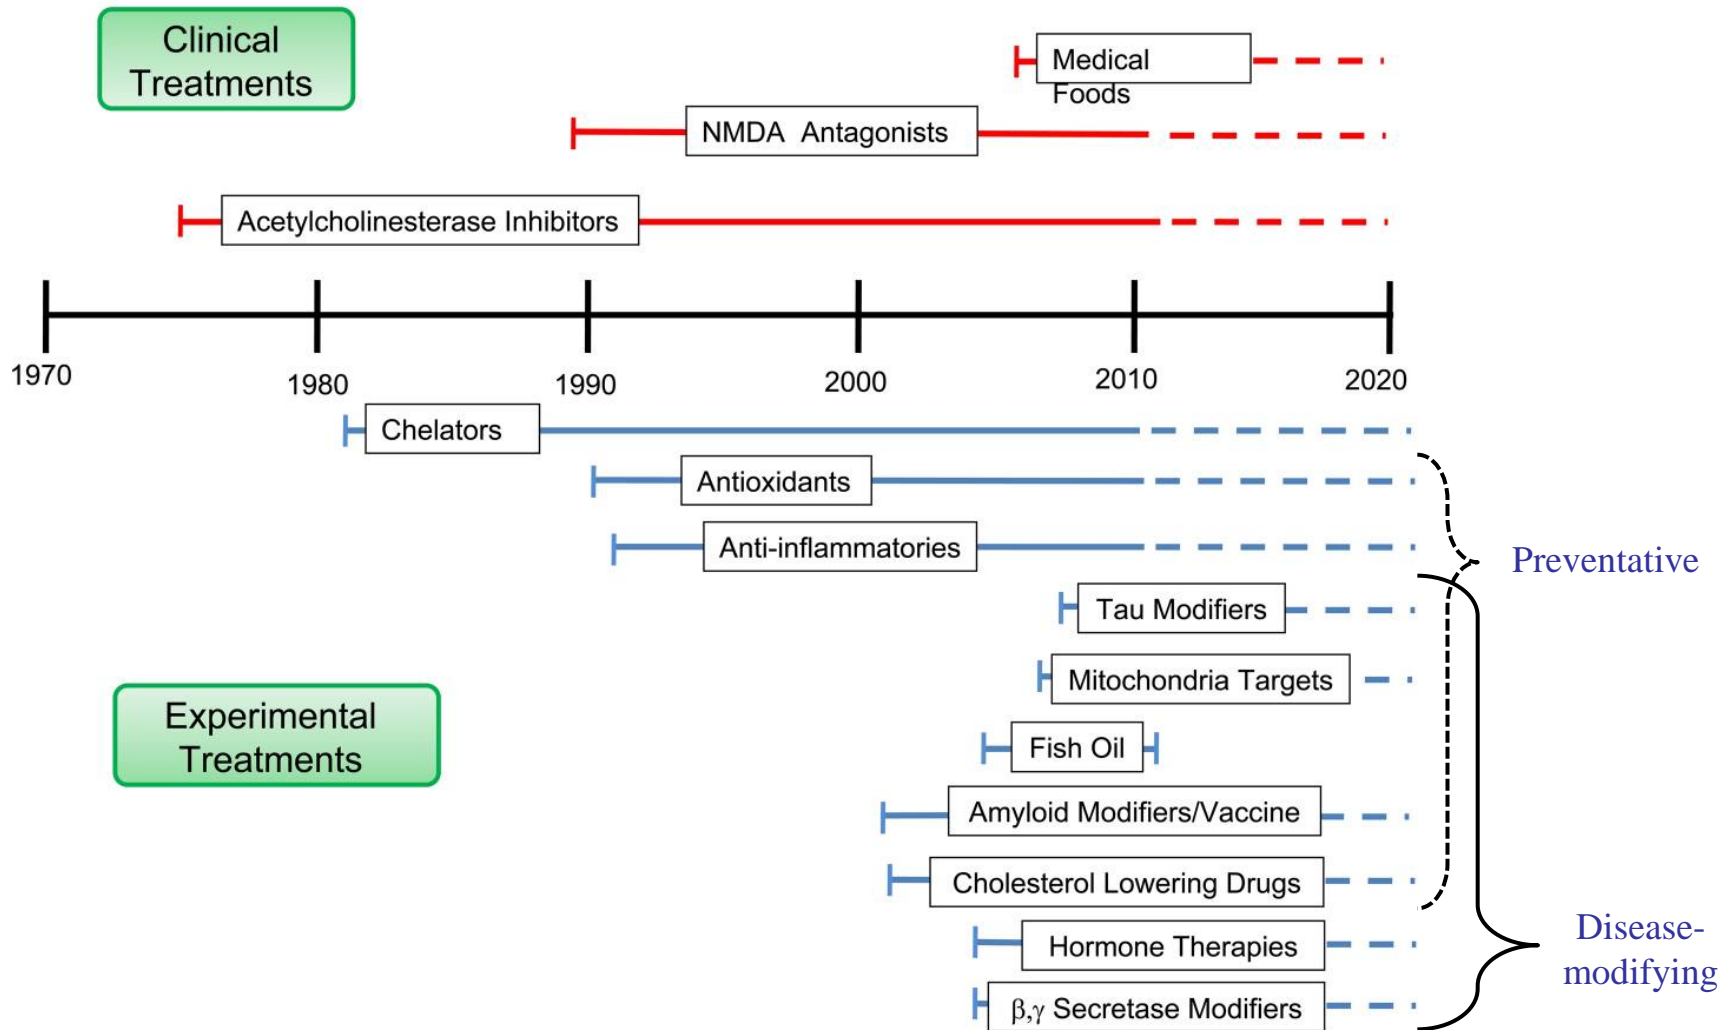 Clinical
Treatments
Medical
Foods
NMDA Antagonists
Acetylcholinesterase Inhibitors
1970
1980
1990
2000
2010
2020
Chelators
Antioxidants
Anti-inflammatories
Preventative
Tau Modifiers
Mitochondria Targets
Experimental
Treatments
Fish Oil
Amyloid Modifiers/Vaccine
Cholesterol Lowering Drugs
Hormone Therapies
Disease-
modifying
β,γ Secretase Modifiers